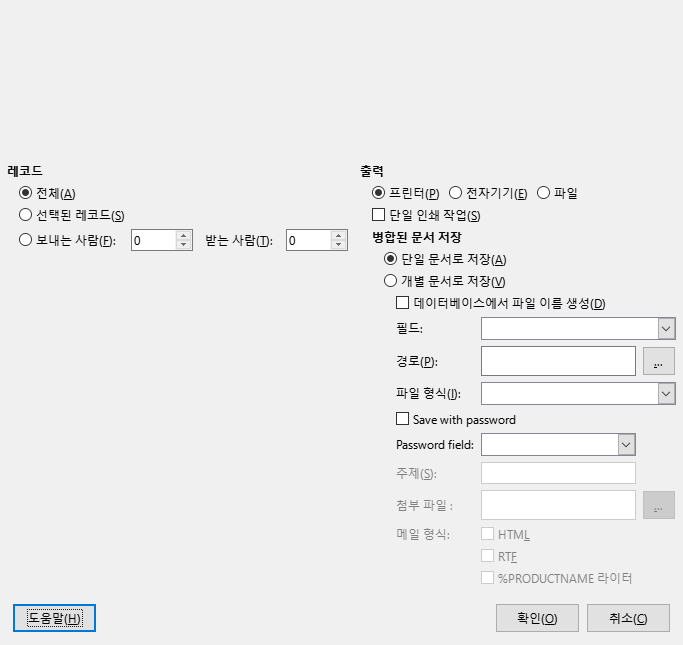 레코드
전체(A)
선택된 레코드(S)
보내는 사람(F): 0 받는 사람(T): 0
출력
프린터(P) 전자기기(E) 파일
단일 인쇄 작업(S)
병합된 문서 저장
단일 문서로 저장(A)
개별 문서로 저장(V)
데이터베이스에서 파일 이름 생성(D)
필드:
경로(P): ...
파일 형식(I):
Save with password
Password field:
주제(S):
첨부 파일 : ...
메일 형식: HTML
RTF
%PRODUCTNAME 라이터
도움말(H) 확인(O) 취소(C)